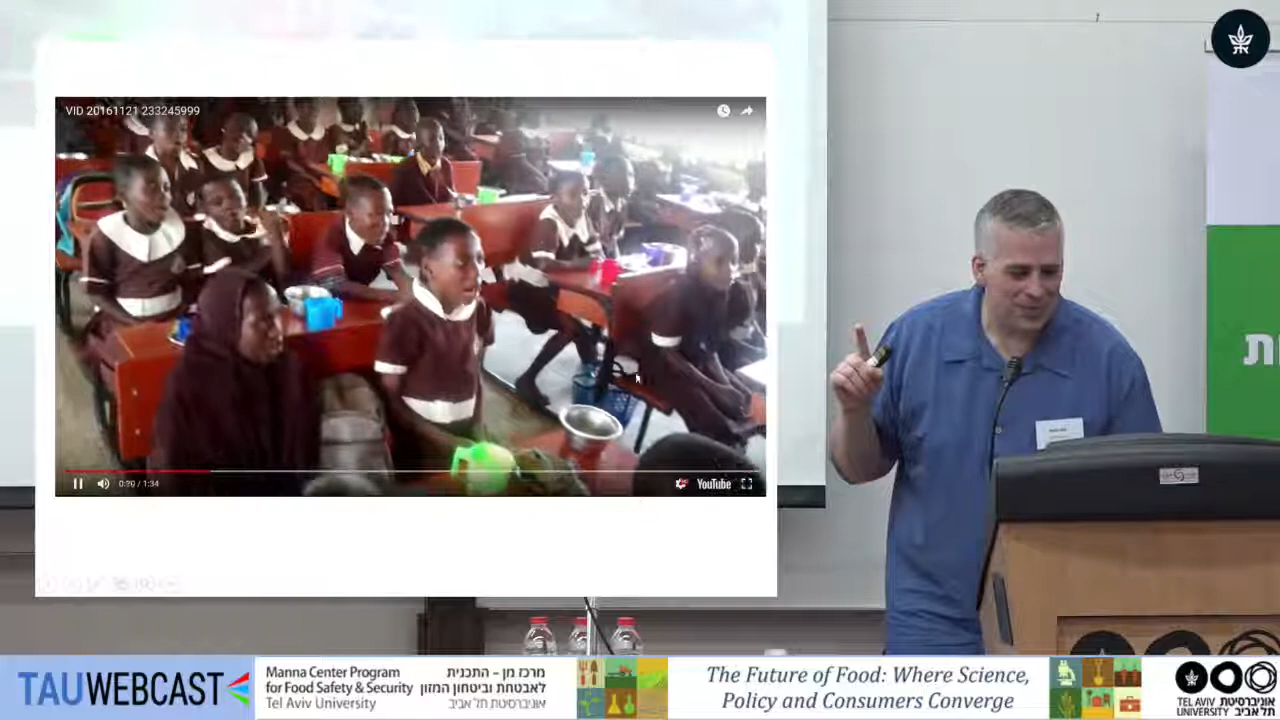 VID 20161121 233245999
0:20 / 1:34
YouTube
ת
TAUWEBCAST
Manna Center Program
for Food Safety & Security
Tel Aviv University
מרכז מן – התכנית
לאבטחת וביטחון המזון
אוניברסיטת תל אביב
The Future of Food: Where Science,
Policy and Consumers Converge
TEL AVIV אוניברסיטת
UNIVERSITY תל אביב